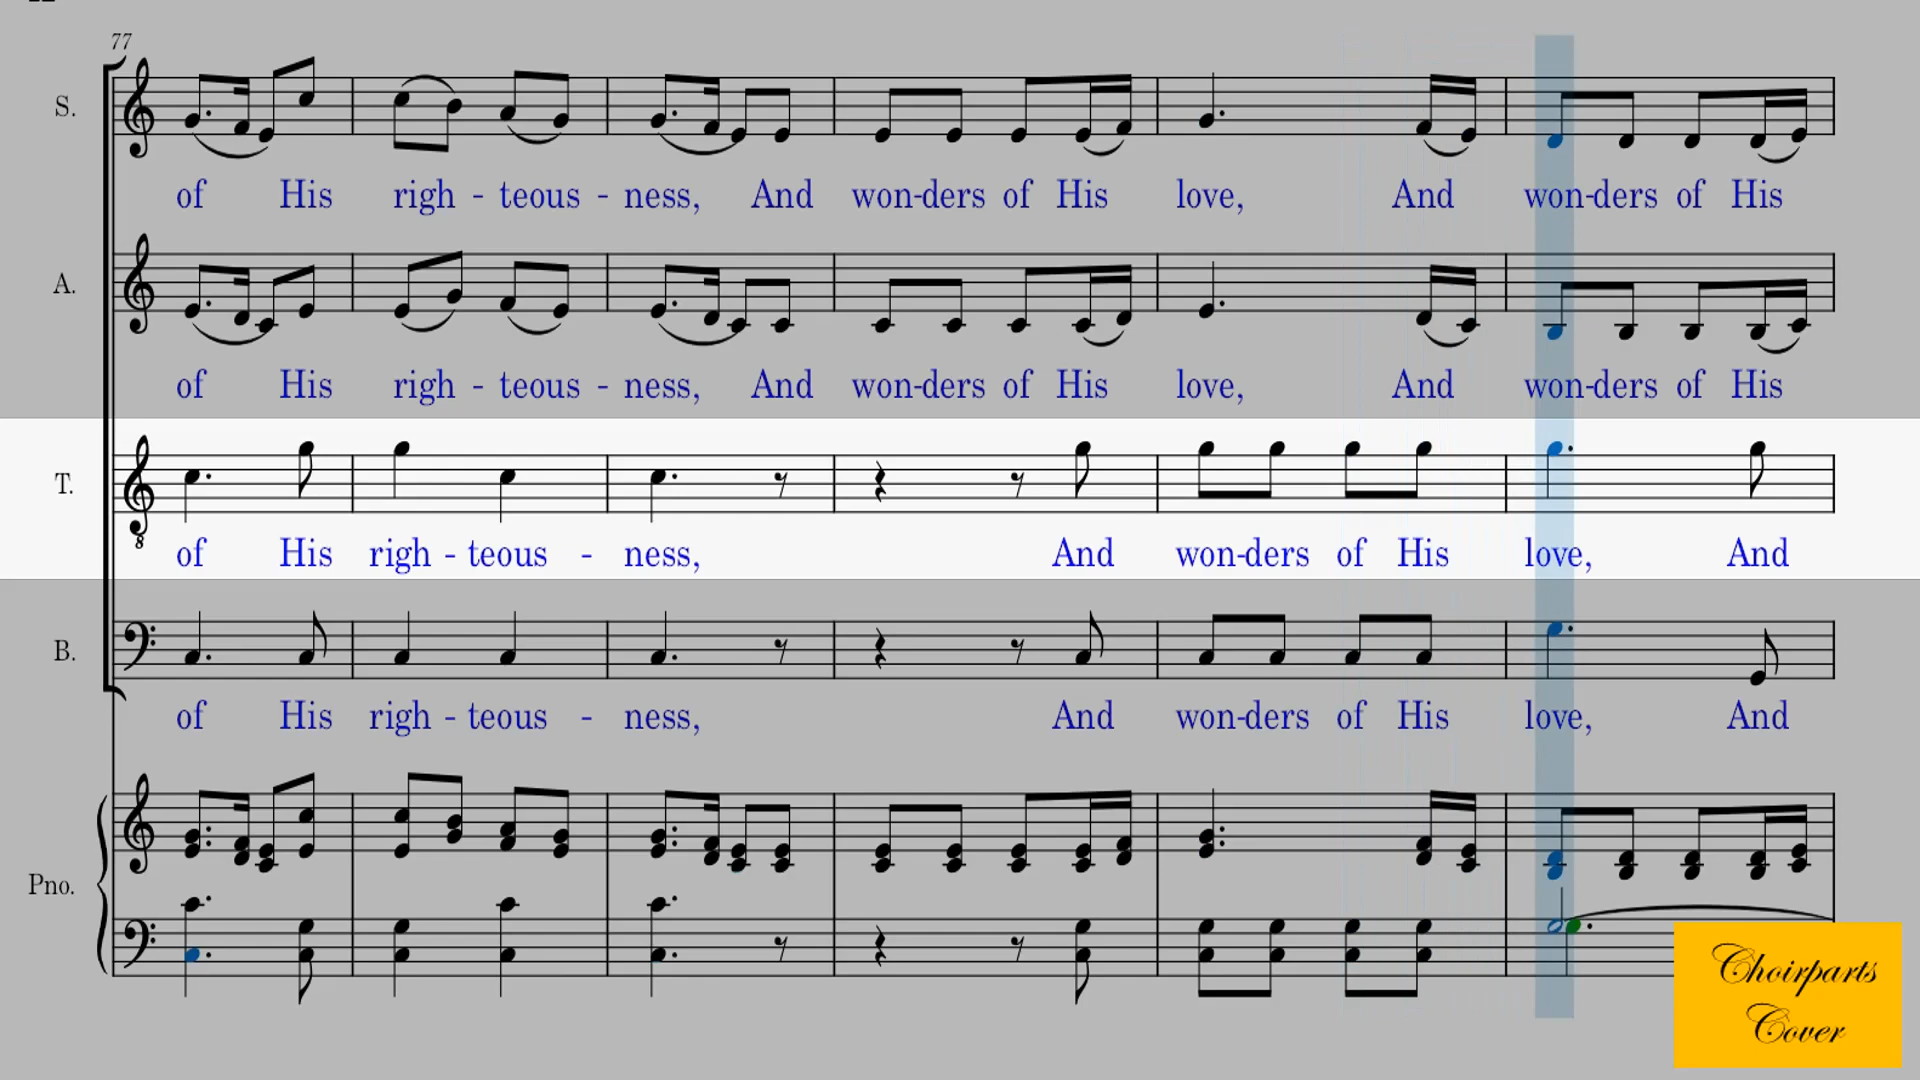 77
S.
of His righ - teous - ness, And won-ders of His love, And won-ders of His
A.
of His righ - teous - ness, And won-ders of His love, And won-ders of His
T.
8
of His righ - teous - ness, And won-ders of His love, And
B.
of His righ - teous - ness, And won-ders of His love, And
Pno.
Choirparts
Cover